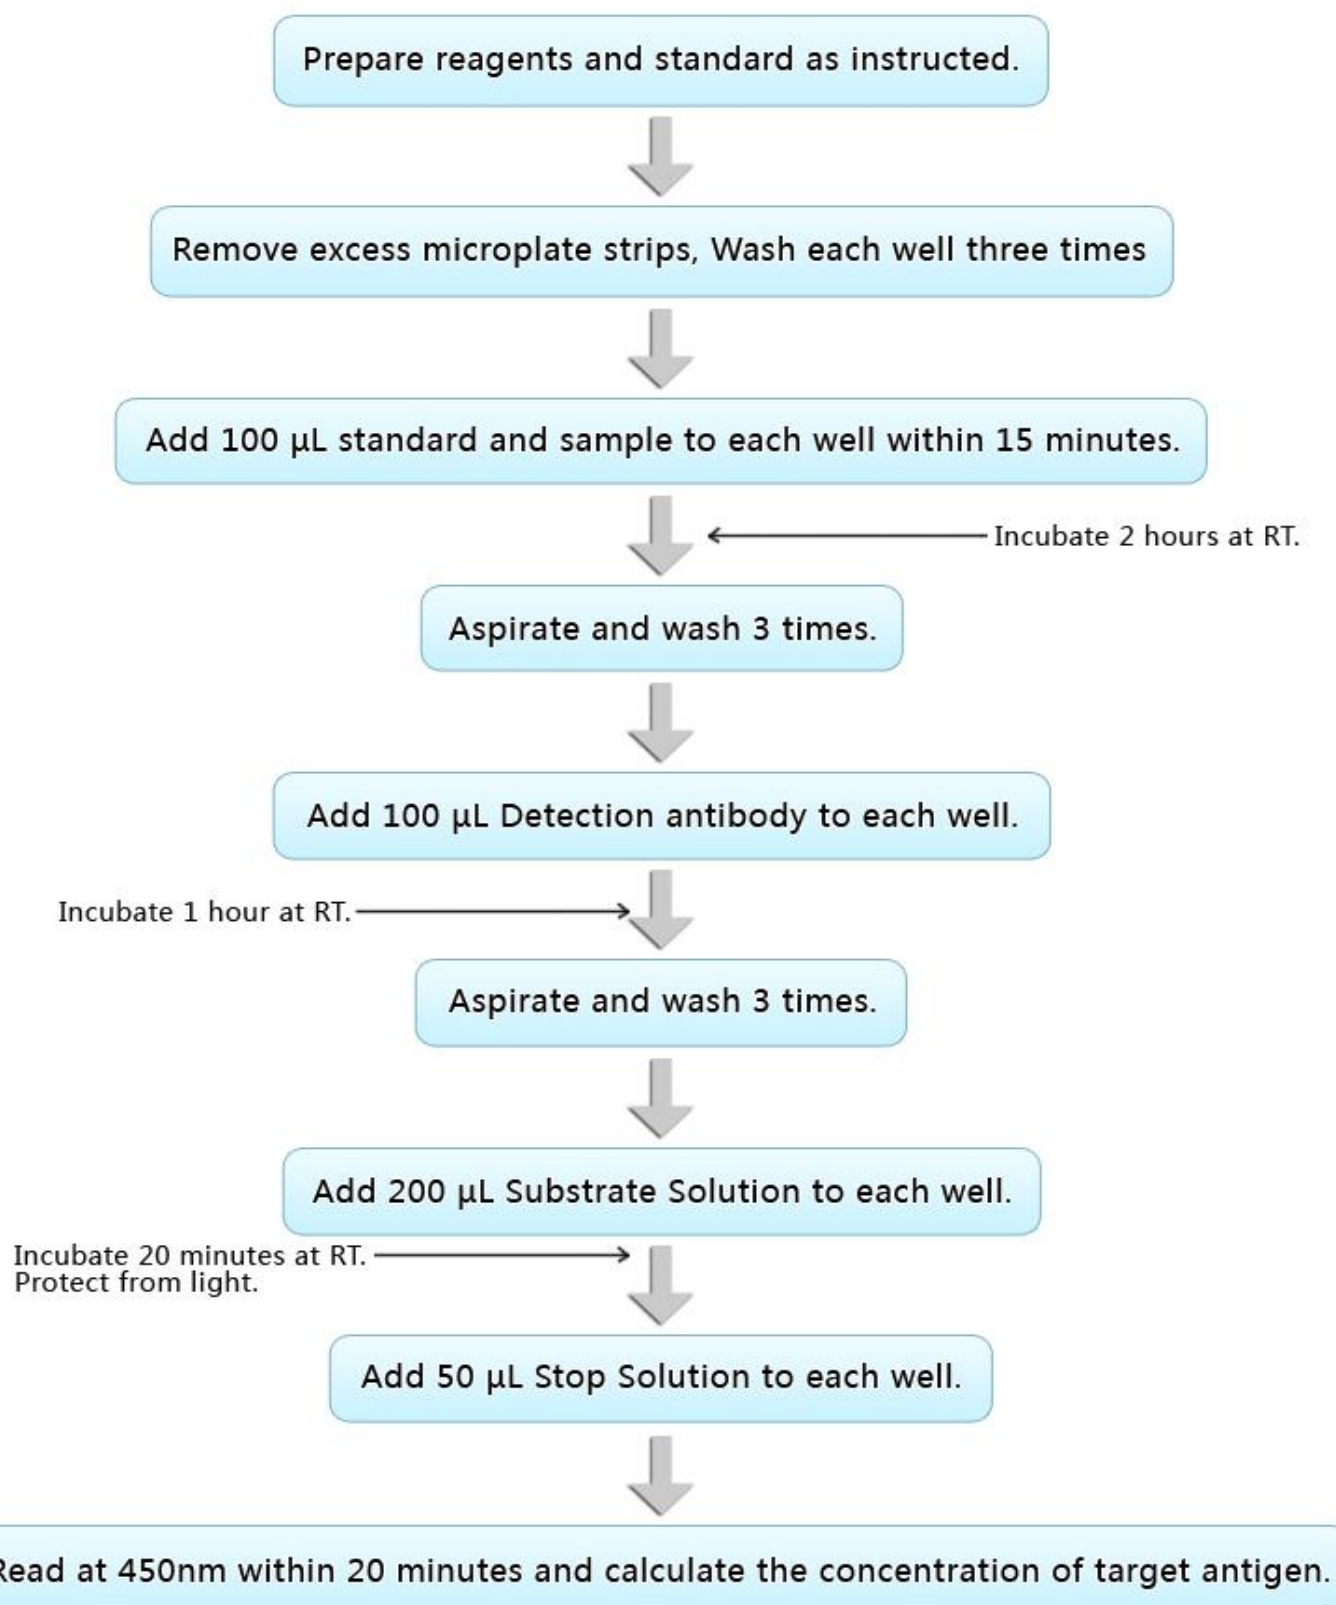 Prepare reagents and standard as instructed.
Remove excess microplate strips, Wash each well three times
Add 100 µL standard and sample to each well within 15 minutes.
Incubate 2 hours at RT.
Aspirate and wash 3 times.
Add 100 µL Detection antibody to each well.
Incubate 1 hour at RT.
Aspirate and wash 3 times.
Add 200 µL Substrate Solution to each well.
Incubate 20 minutes at RT.
Protect from light.
Add 50 µL Stop Solution to each well.
Read at 450nm within 20 minutes and calculate the concentration of target antigen.